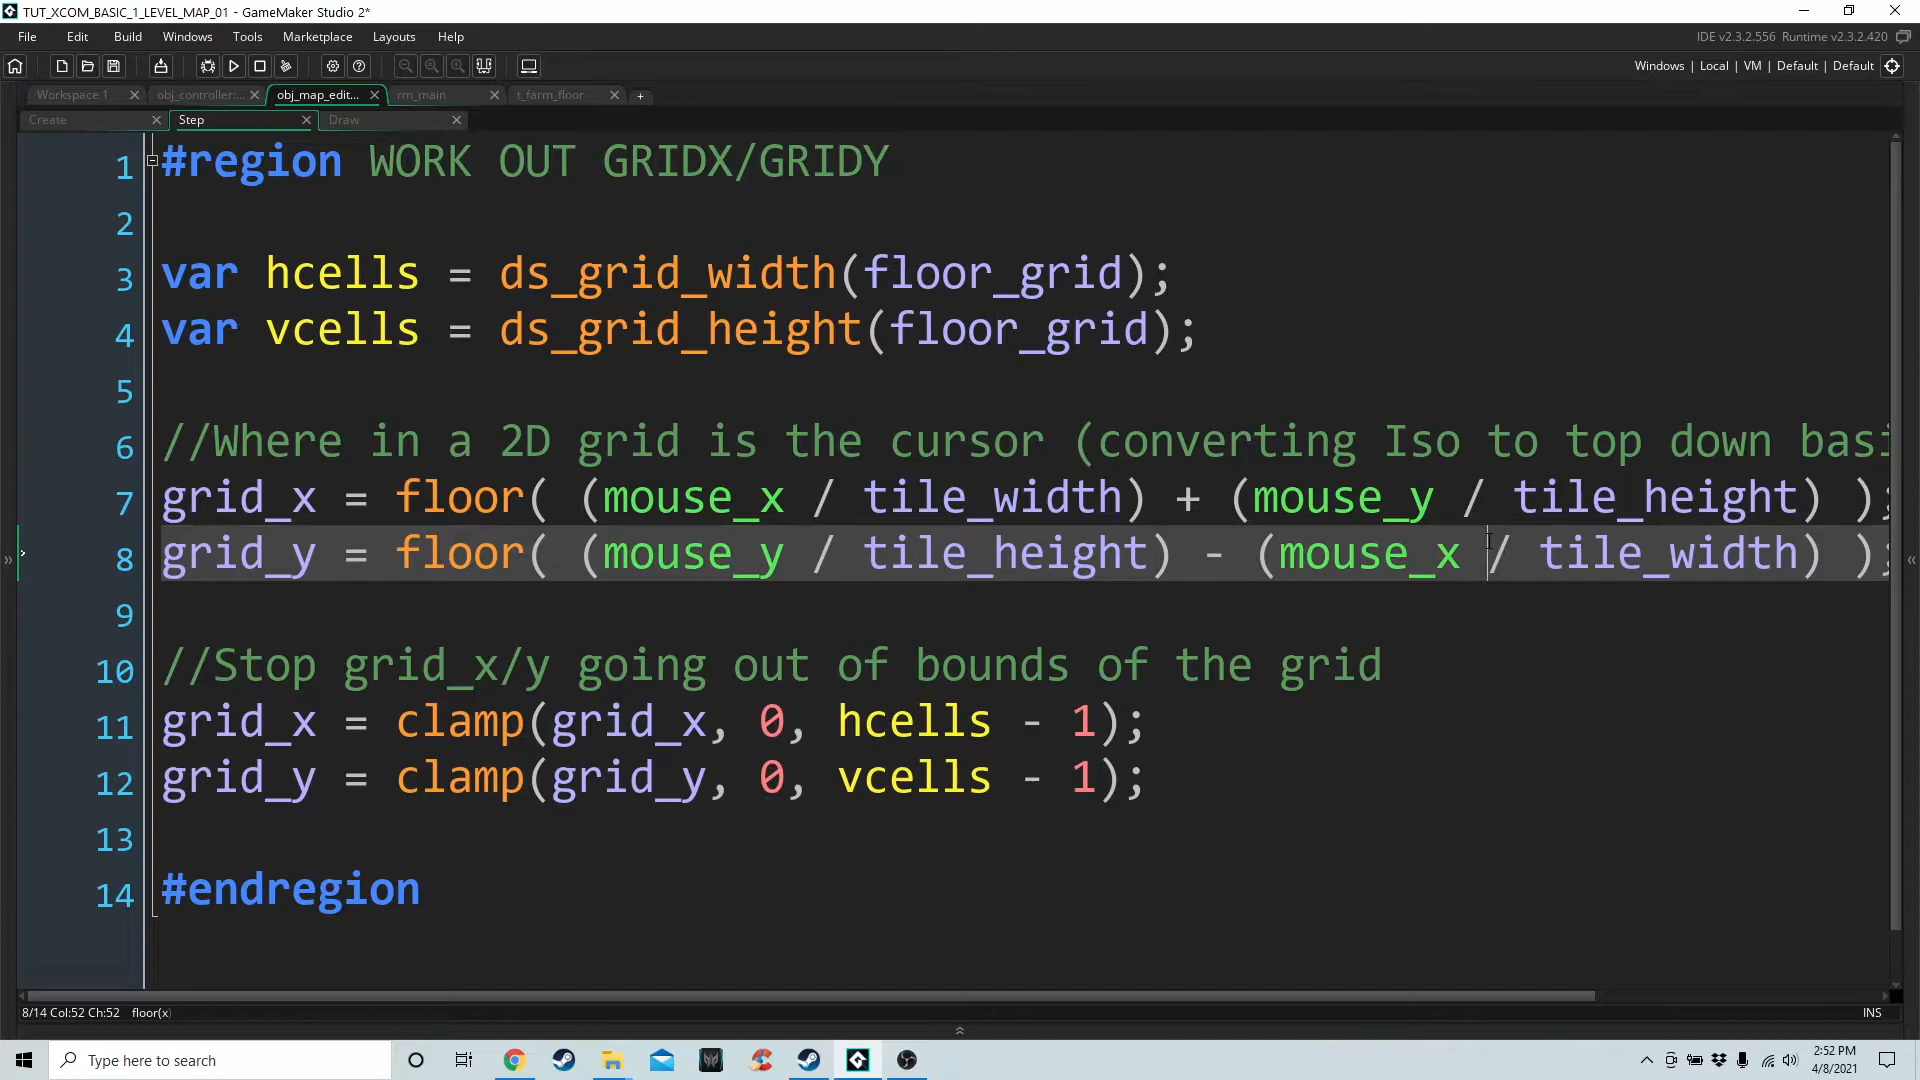 TUT_XCOM_BASIC_1_LEVEL_MAP_01 - GameMaker Studio 2*
File Edit Build Windows Tools Marketplace Layouts Help
IDE v2.3.2.556 Runtime v2.3.2.420
Windows | Local | VM | Default | Default
Workspace 1 obj_controller:... obj_map_edit... rm_main t_farm_floor
Create Step Draw
1 #region WORK OUT GRIDX/GRIDY
2
3 var hcells = ds_grid_width(floor_grid);
4 var vcells = ds_grid_height(floor_grid);
5
6 //Where in a 2D grid is the cursor (converting Iso to top down basi
7 grid_x = floor( (mouse_x / tile_width) + (mouse_y / tile_height) );
8 grid_y = floor( (mouse_y / tile_height) - (mouse_x / tile_width) );
9
10 //Stop grid_x/y going out of bounds of the grid
11 grid_x = clamp(grid_x, 0, hcells - 1);
12 grid_y = clamp(grid_y, 0, vcells - 1);
13
14 #endregion
8/14 Col:52 Ch:52 floor(x) INS
Type here to search
2:52 PM
4/8/2021